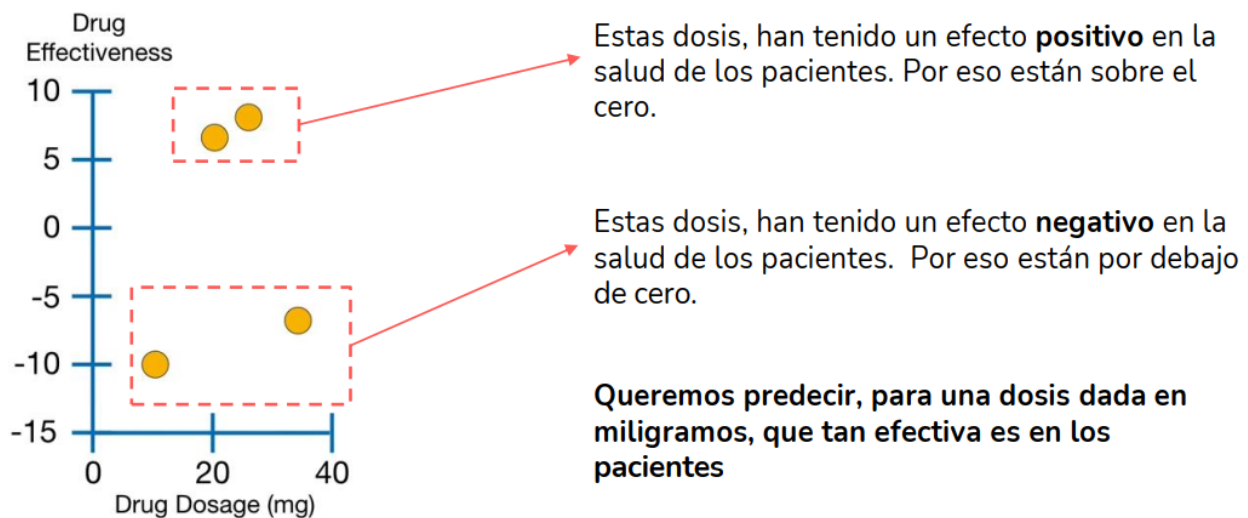 Drug
Effectiveness
10
5
0
-5
-10
-15
0 20 40
Drug Dosage (mg)
Estas dosis, han tenido un efecto positivo en la
salud de los pacientes. Por eso están sobre el
cero.
Estas dosis, han tenido un efecto negativo en la
salud de los pacientes.  Por eso están por debajo
de cero.
Queremos predecir, para una dosis dada en
miligramos, que tan efectiva es en los
pacientes